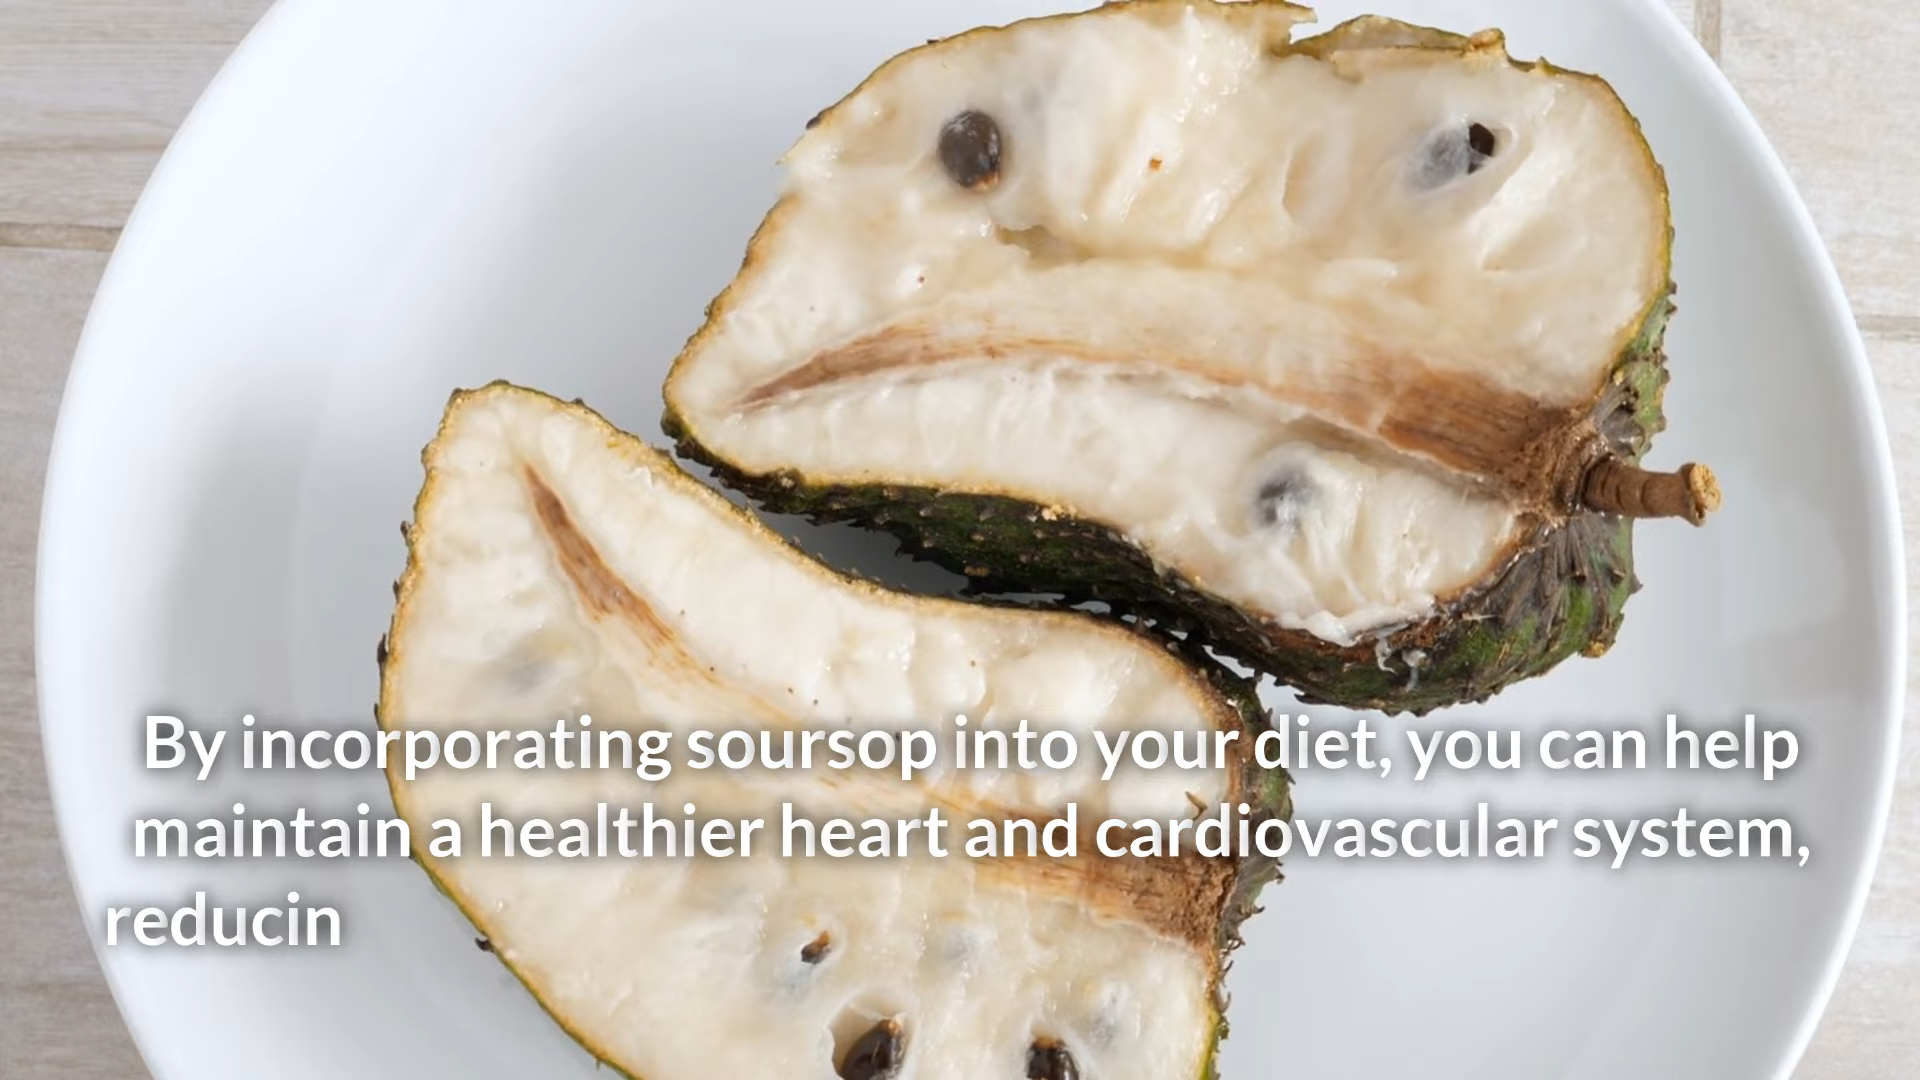 By incorporating soursop into your diet, you can help
maintain a healthier heart and cardiovascular system,
reducin